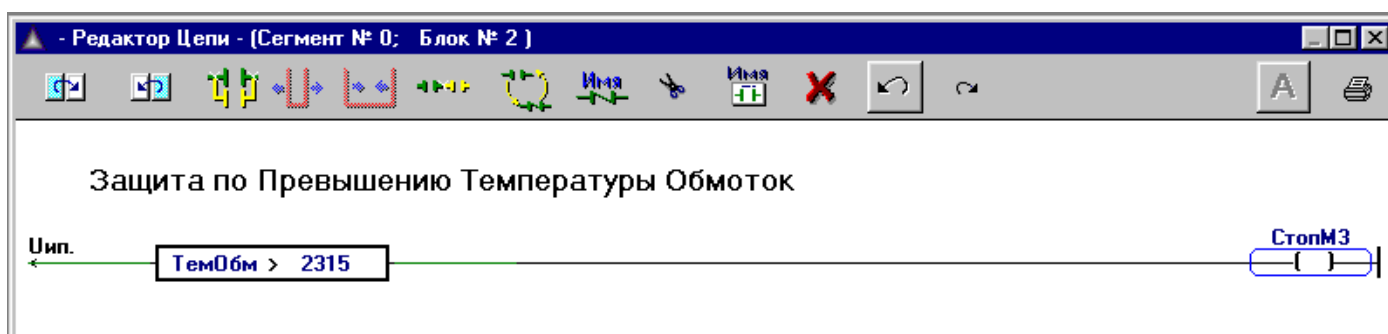 - Редактор Цепи - (Сегмент № 0; Блок № 2 )
Имя
Имя
A
Защита по Превышению Температуры Обмоток
Uип.
СтопМ3
ТемОбм > 2315